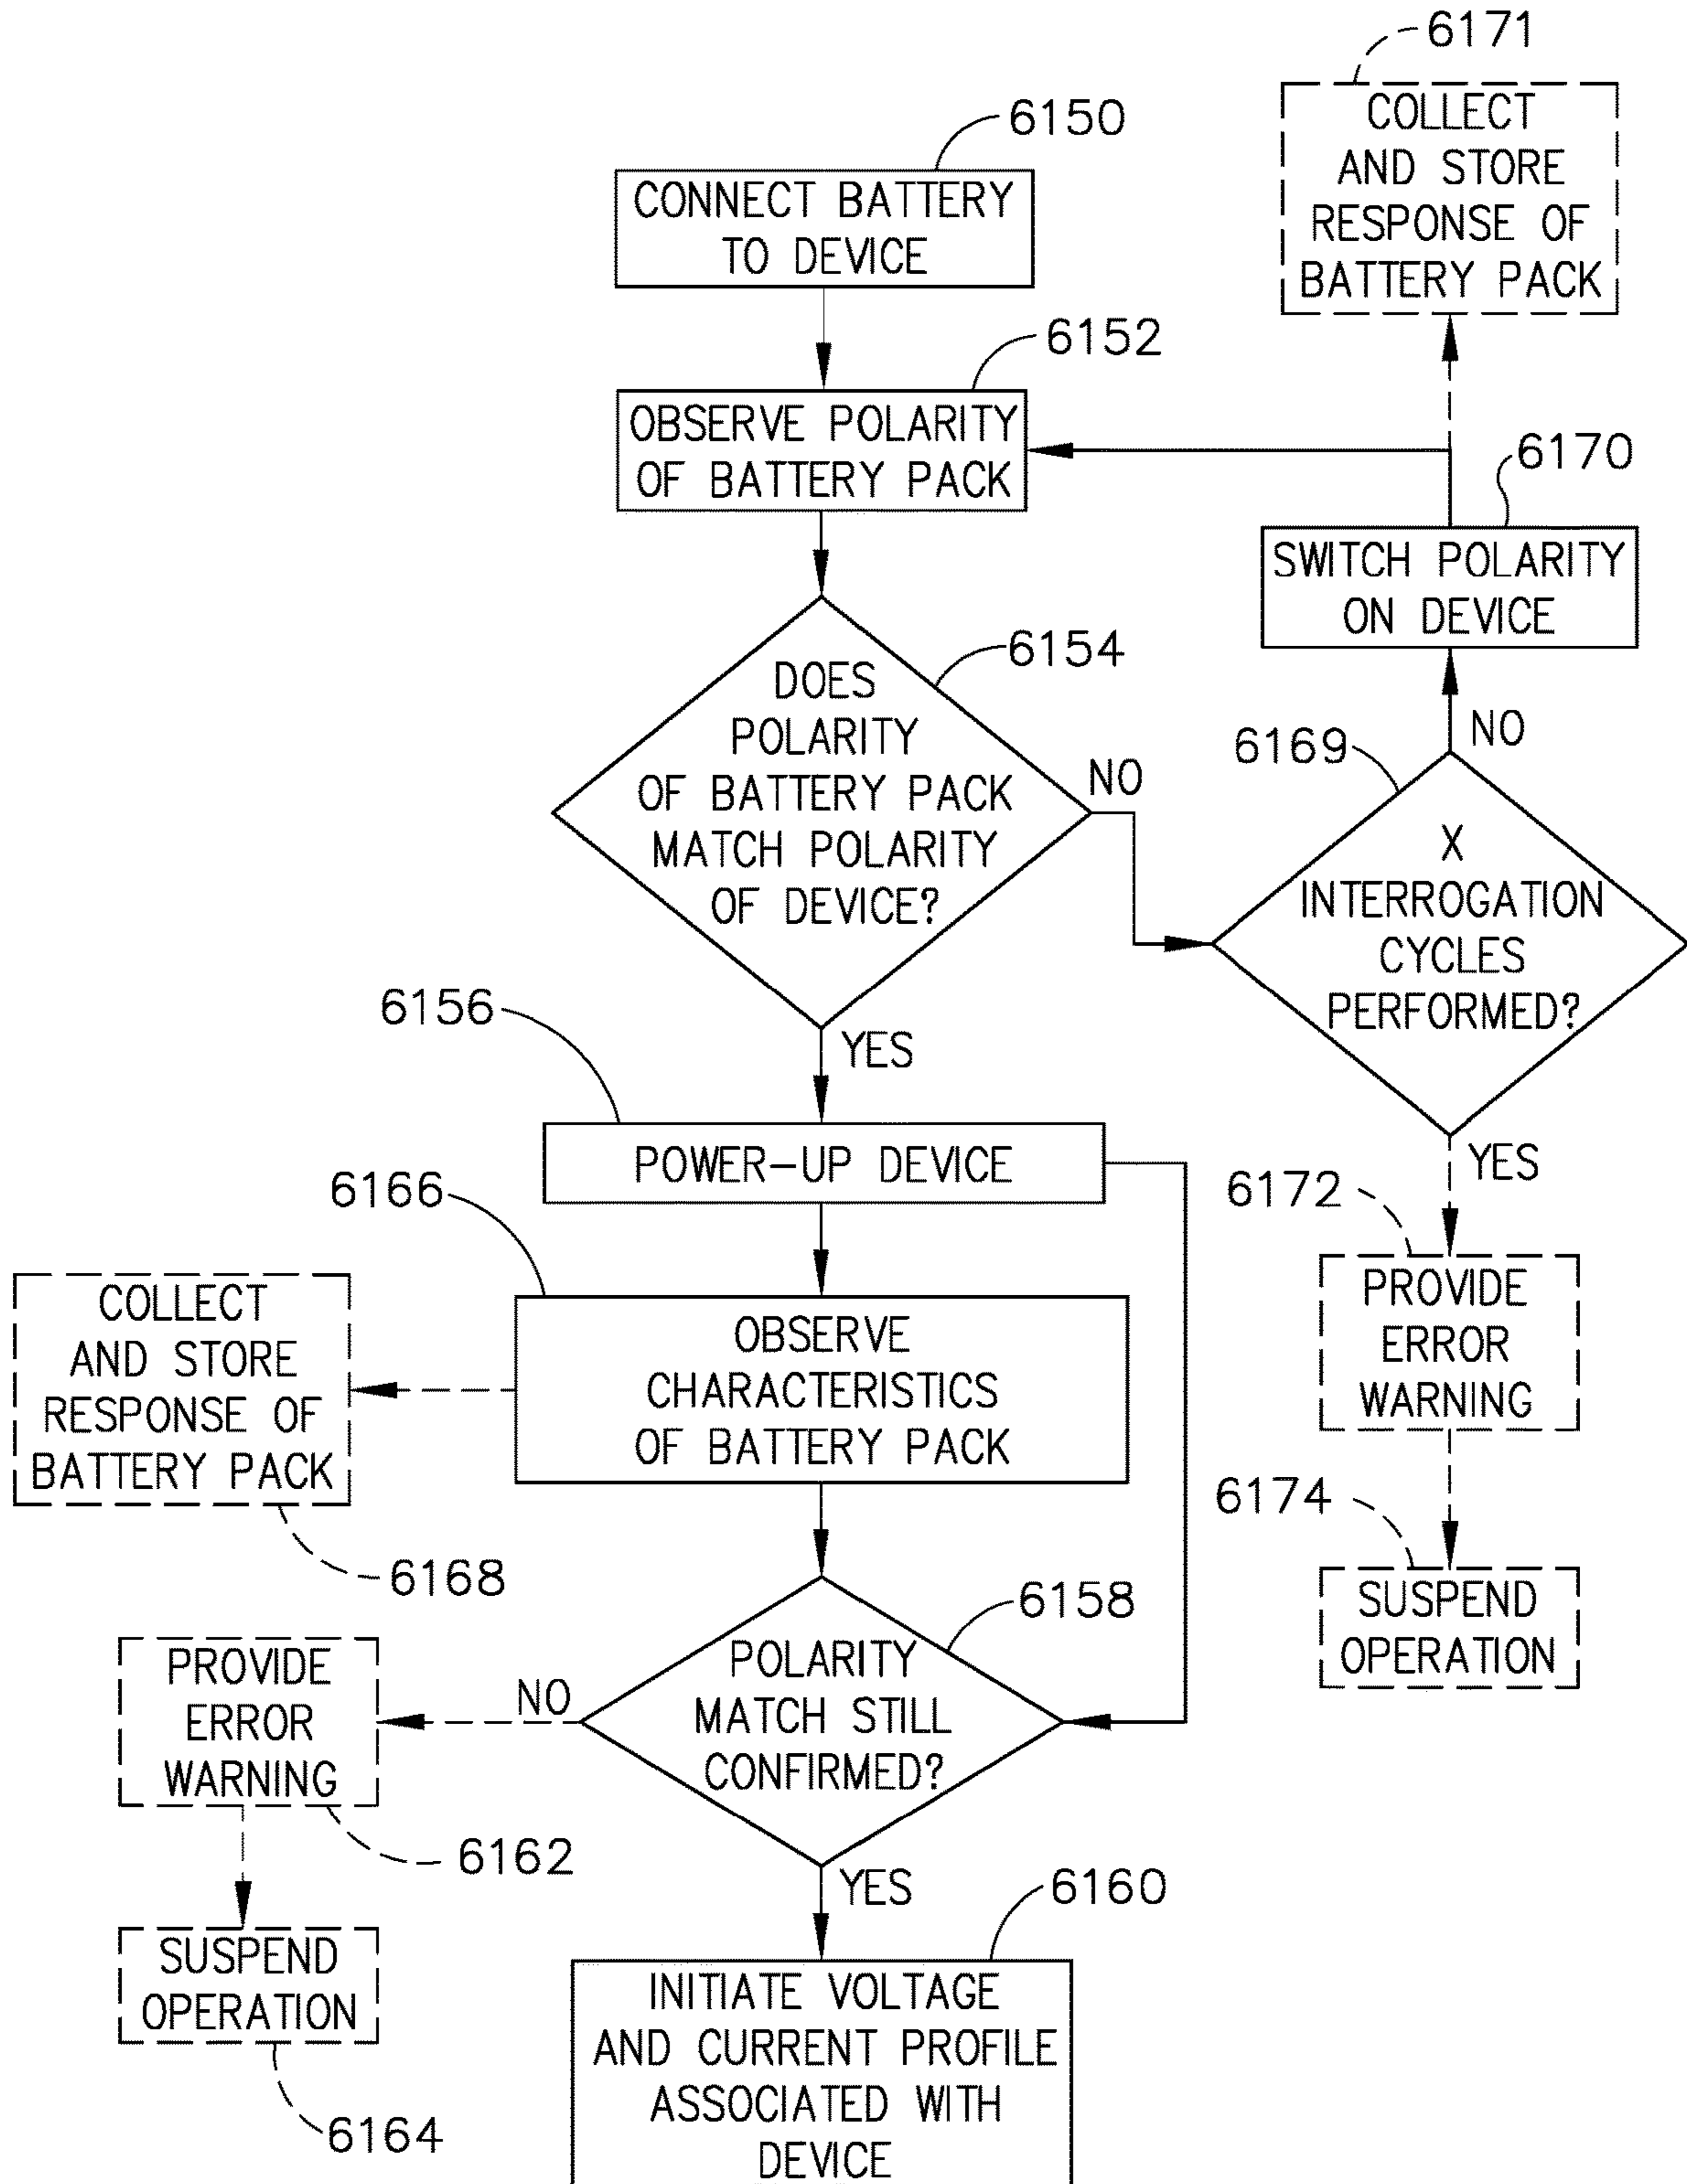 6171
COLLECT
AND STORE
RESPONSE OF
BATTERY PACK
6150
CONNECT BATTERY
TO DEVICE
6152
OBSERVE POLARITY
OF BATTERY PACK
6170
SWITCH POLARITY
ON DEVICE
6154
DOES
POLARITY
OF BATTERY PACK
MATCH POLARITY
OF DEVICE?
NO
YES
6169
NO
X
INTERROGATION
CYCLES
PERFORMED?
YES
6156
POWER-UP DEVICE
6166
OBSERVE
CHARACTERISTICS
OF BATTERY PACK
COLLECT
AND STORE
RESPONSE OF
BATTERY PACK
6168
6172
PROVIDE
ERROR
WARNING
6174
SUSPEND
OPERATION
6158
POLARITY
MATCH STILL
CONFIRMED?
NO
YES
PROVIDE
ERROR
WARNING
6162
SUSPEND
OPERATION
6164
6160
INITIATE VOLTAGE
AND CURRENT PROFILE
ASSOCIATED WITH
DEVICE